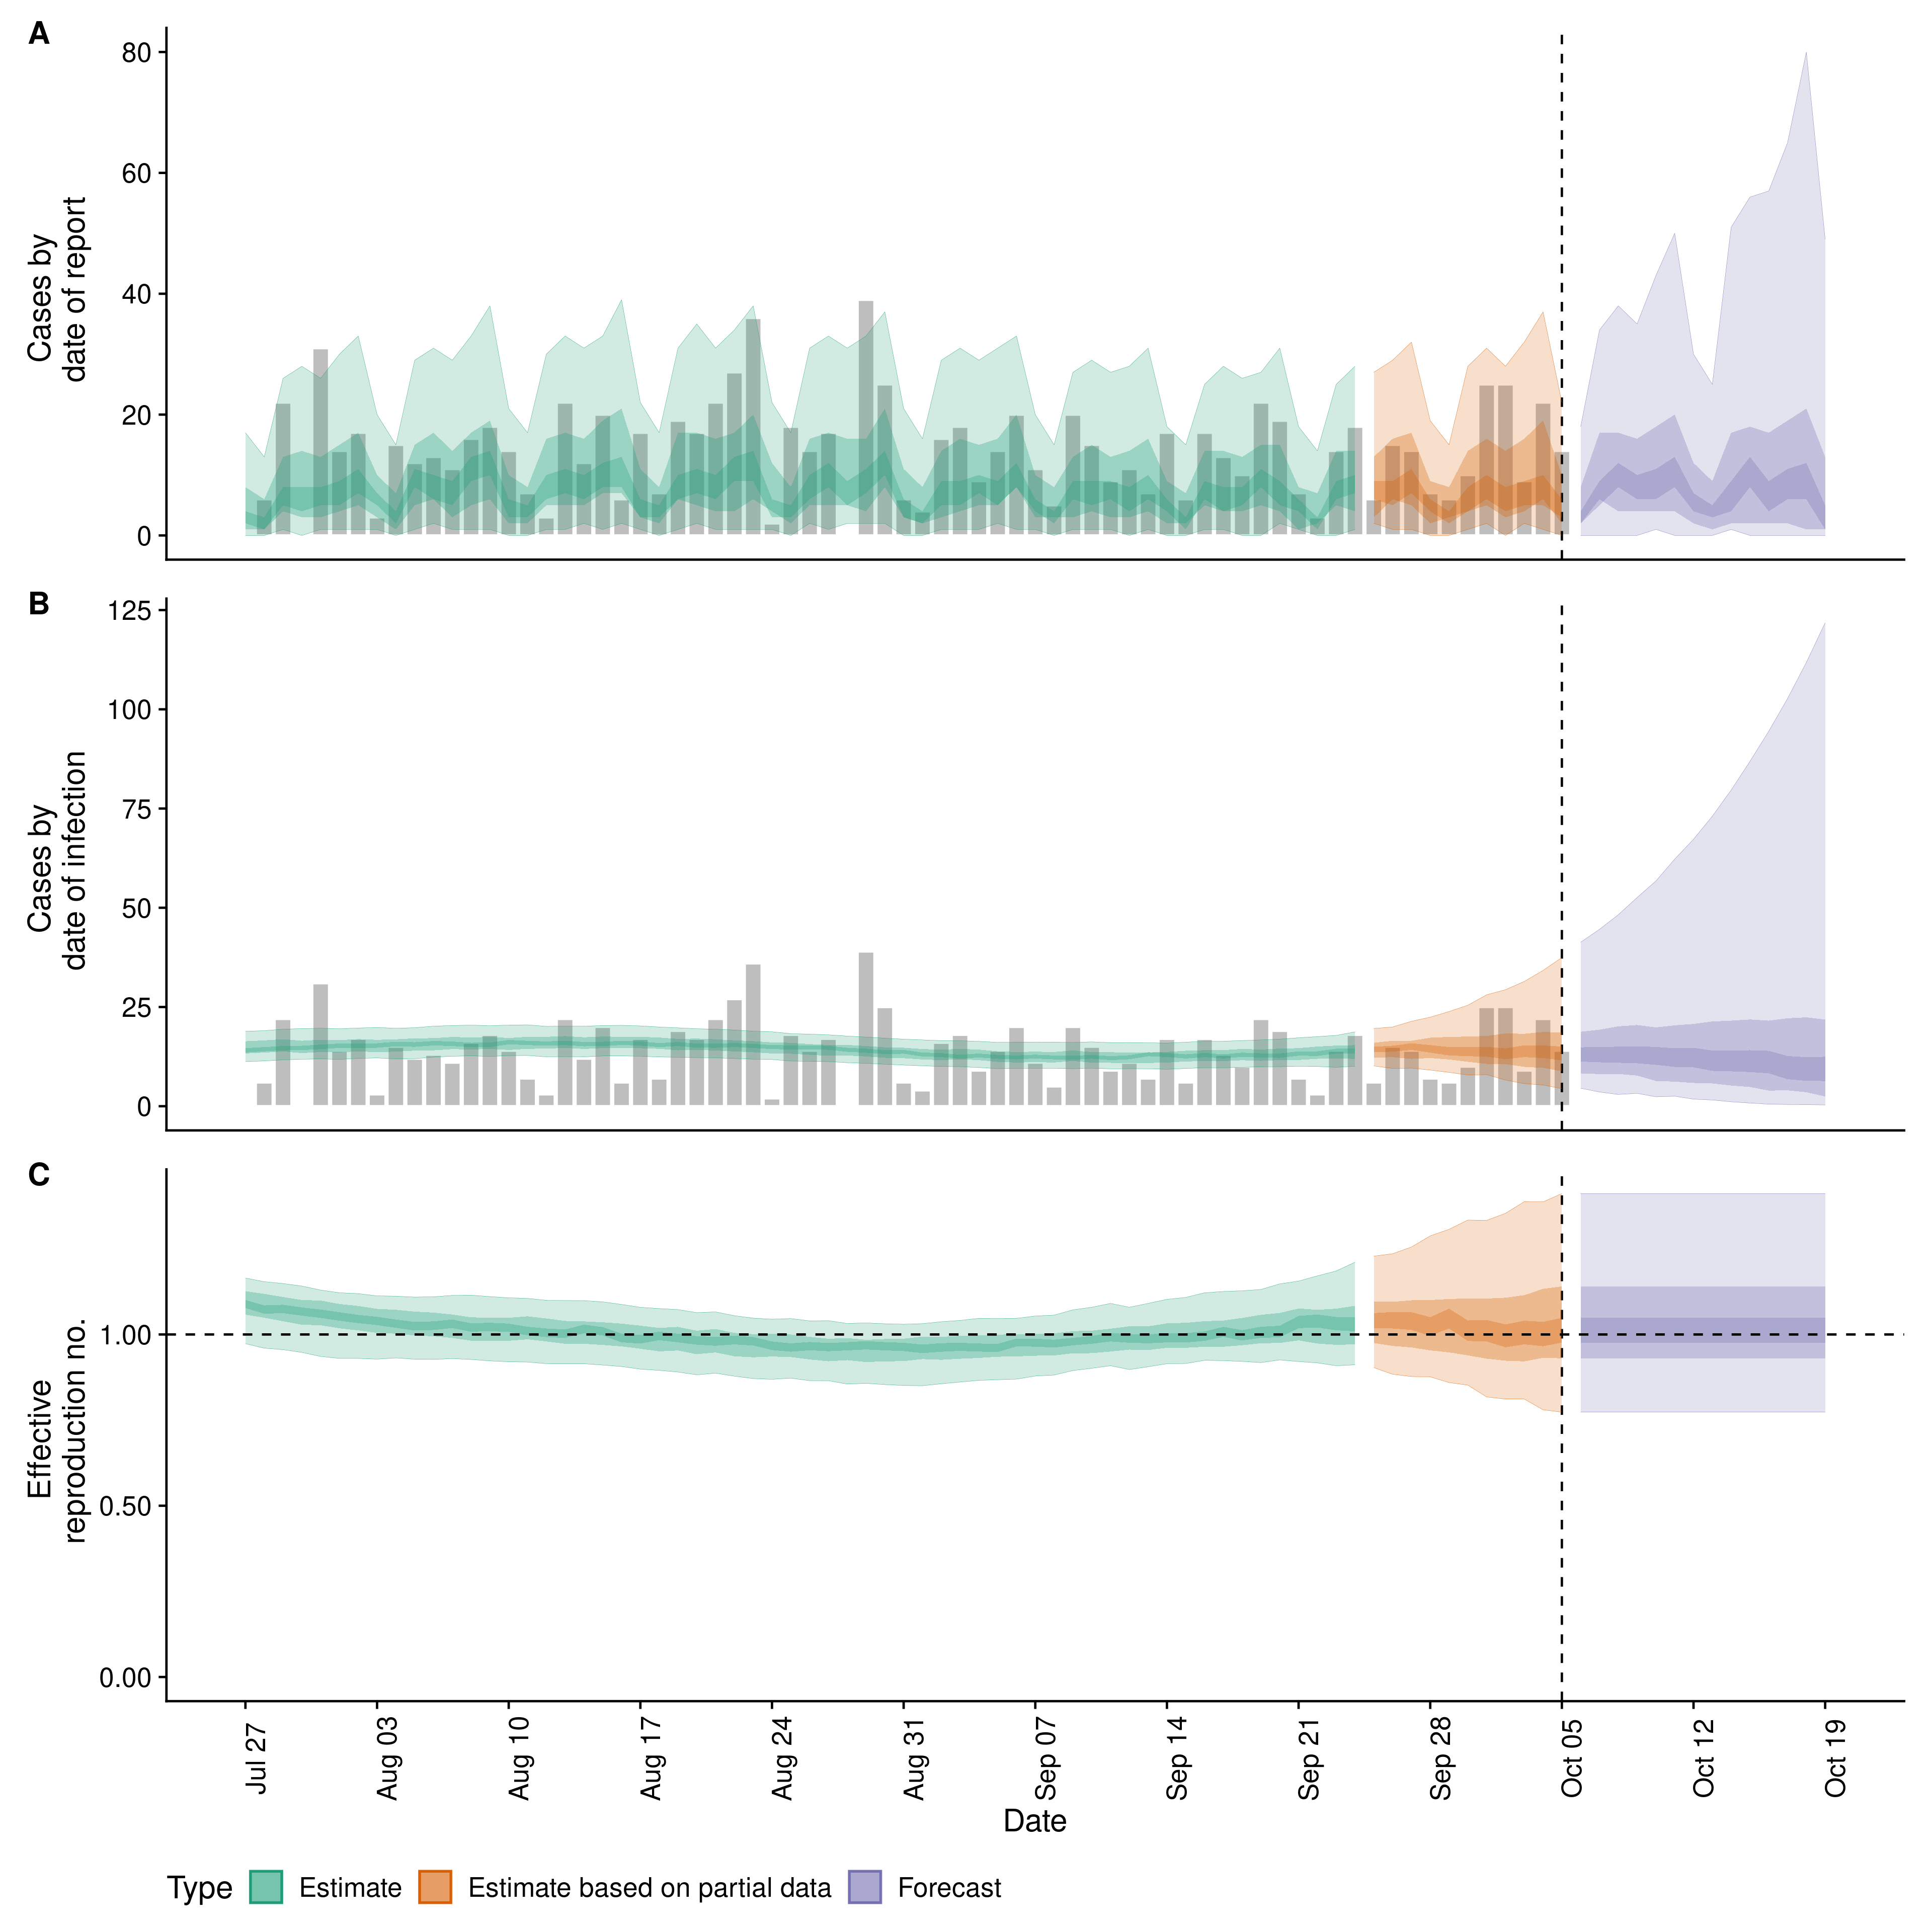 A
80
60
40
20
0
Cases by
date of report
B
125
100
75
50
25
0
Cases by
date of infection
C
1.00
0.50
0.00
Effective
reproduction no.
Jul 27
Aug 03
Aug 10
Aug 17
Aug 24
Aug 31
Sep 07
Sep 14
Sep 21
Sep 28
Oct 05
Oct 12
Oct 19
Date
Type
Estimate
Estimate based on partial data
Forecast